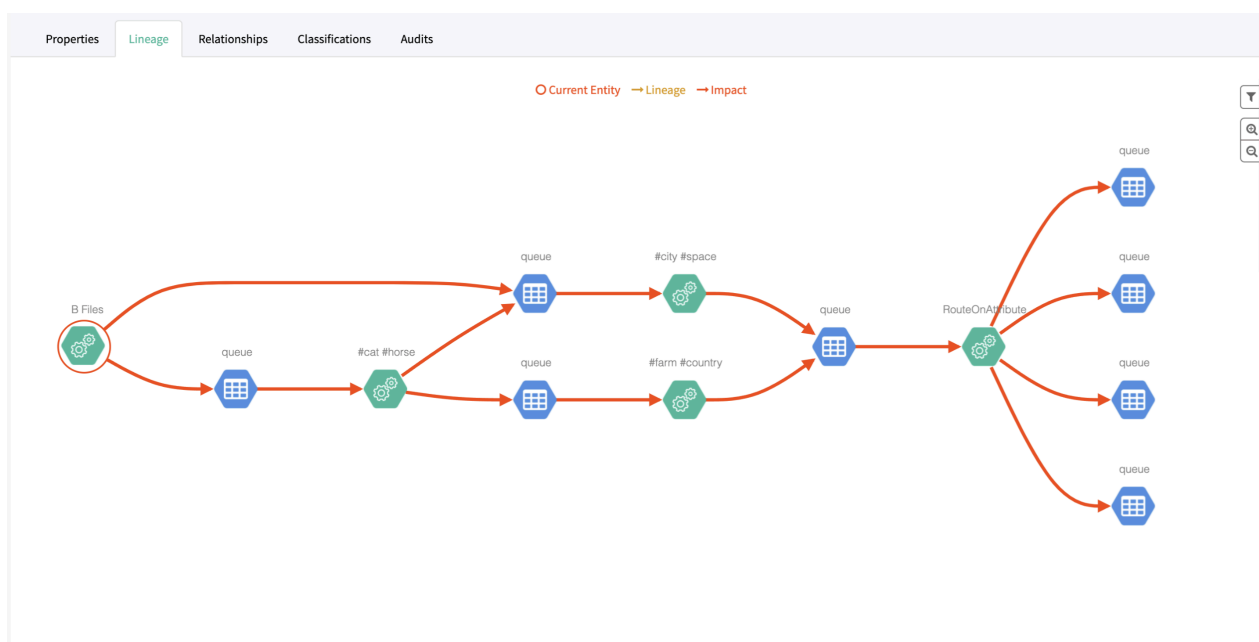 Properties Lineage Relationships Classifications Audits
Current Entity Lineage Impact
queue
queue #city #space queue
B Files queue RouteOnAttribute
queue #cat #horse queue #farm #country queue
queue